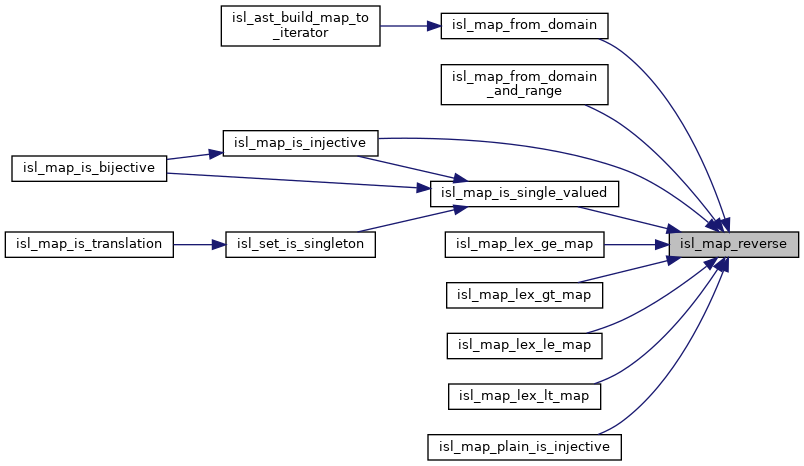 isl_ast_build_map_to
_iterator
isl_map_from_domain
isl_map_from_domain
_and_range
isl_map_is_injective
isl_map_is_bijective
isl_map_is_single_valued
isl_map_is_translation
isl_set_is_singleton
isl_map_lex_ge_map
isl_map_reverse
isl_map_lex_gt_map
isl_map_lex_le_map
isl_map_lex_lt_map
isl_map_plain_is_injective